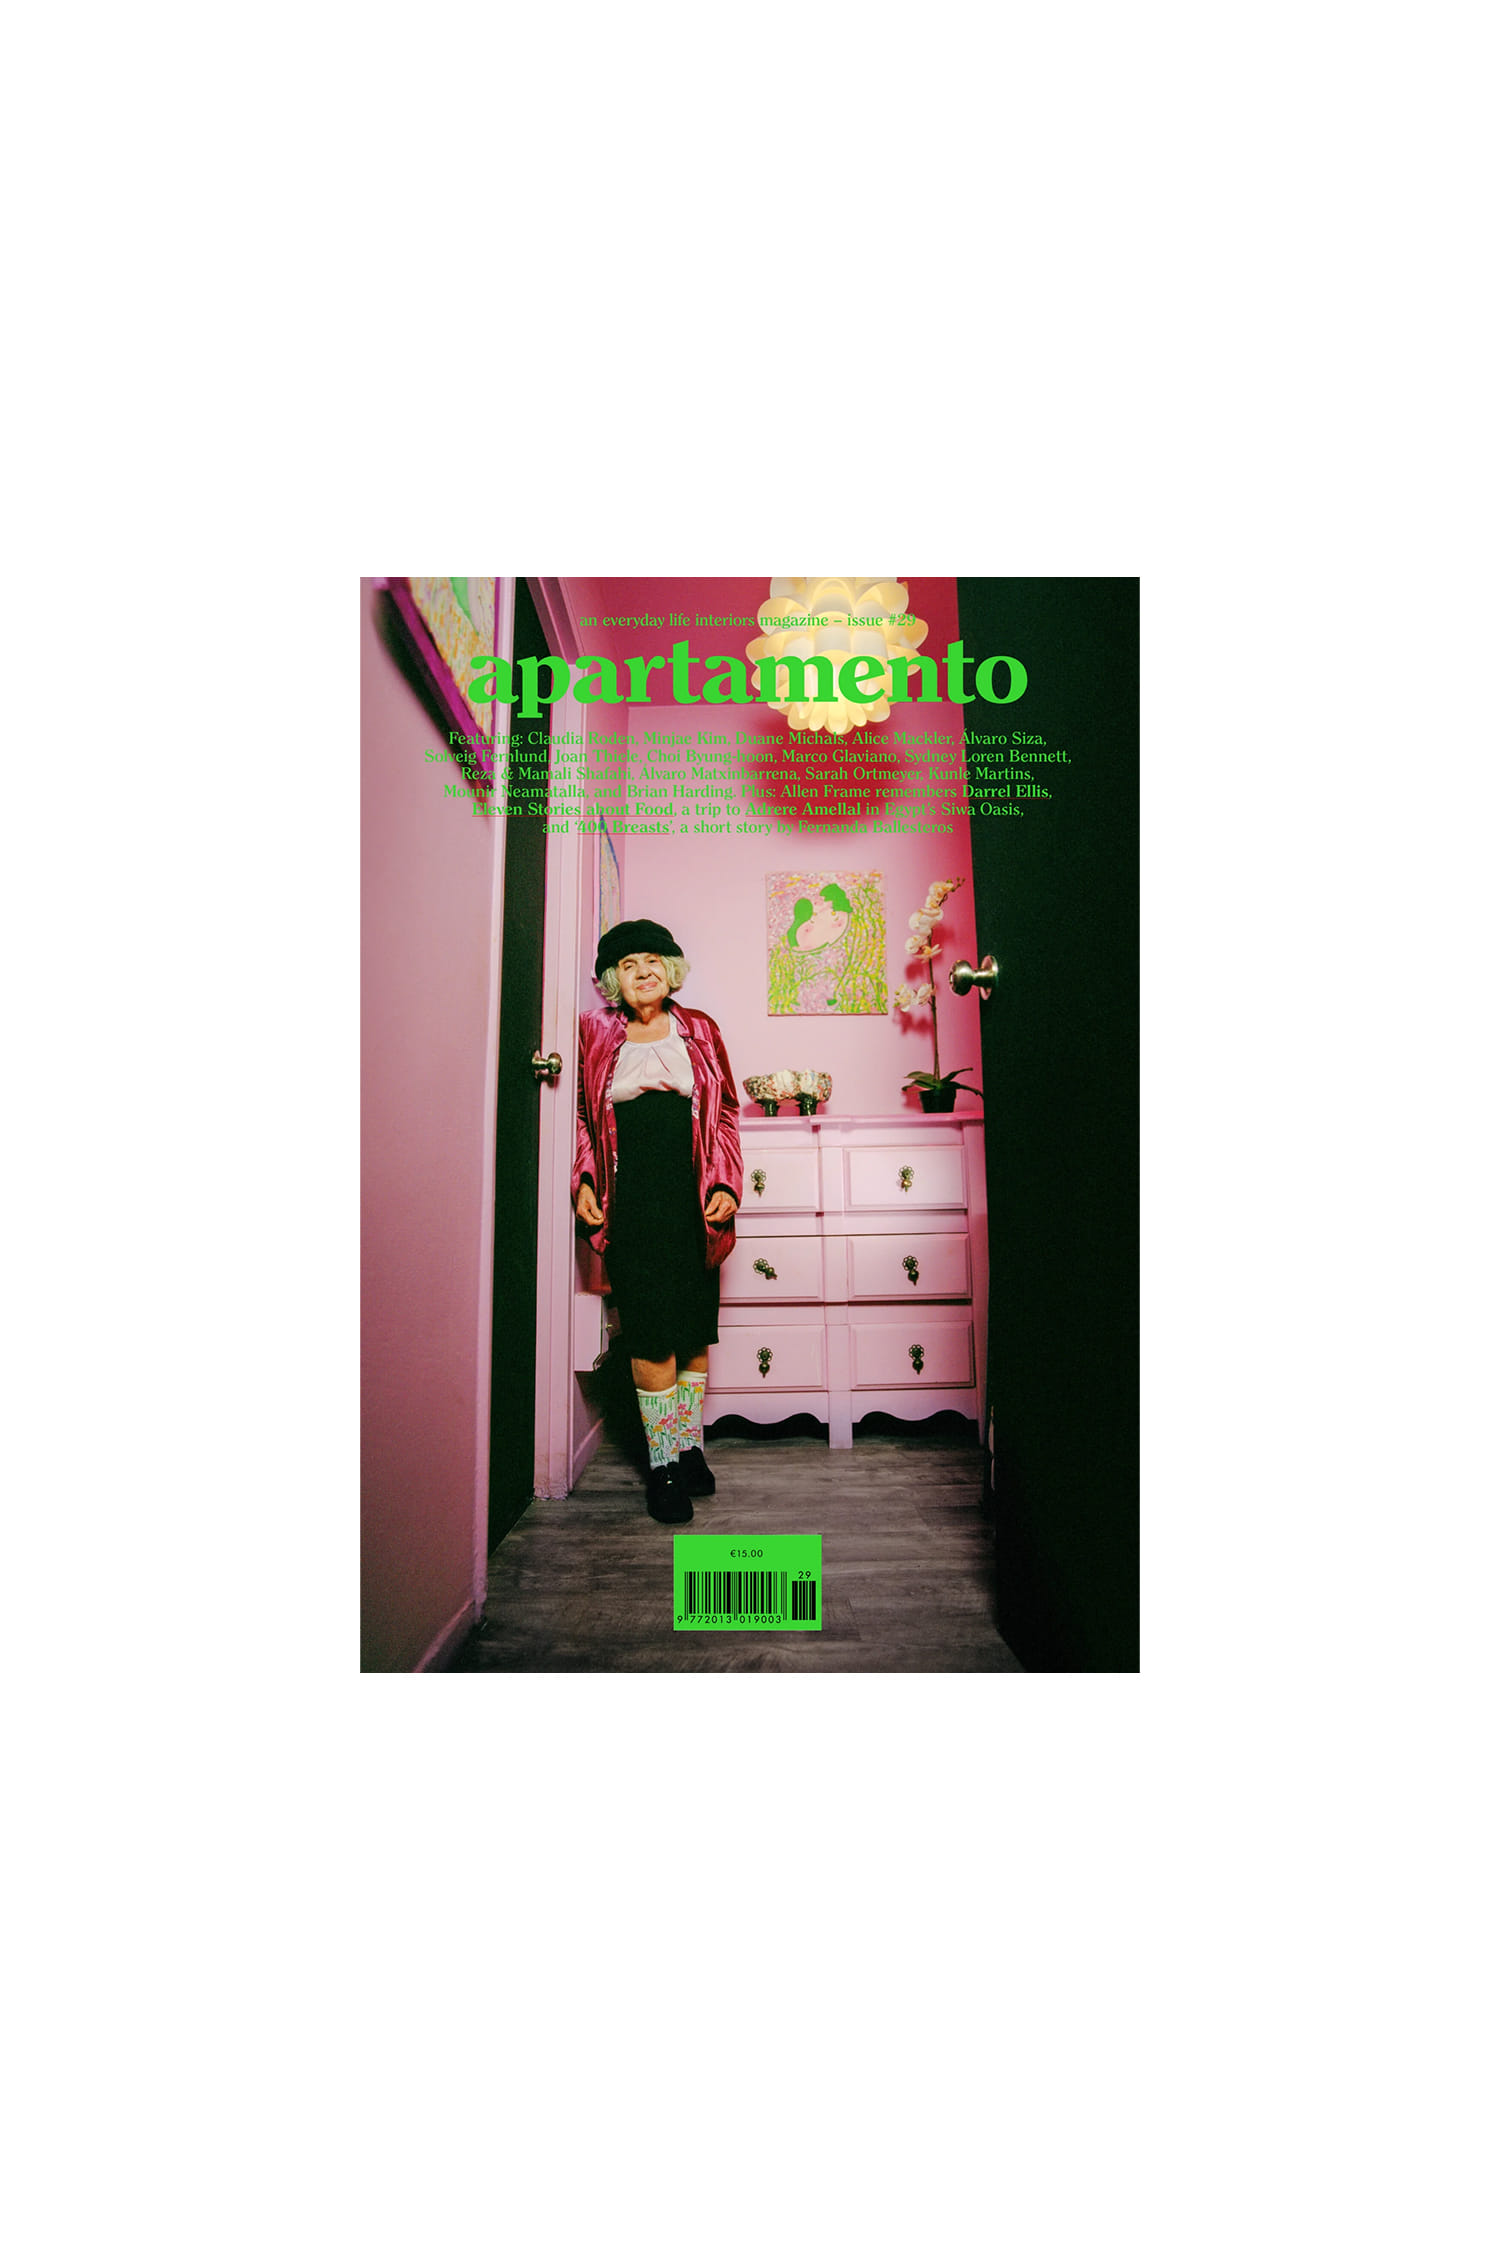 an everyday life interiors magazine – issue #29
apartamento
Featuring: Claudia Roden, Minjae Kim, Duane Michals, Alice Mackler, Álvaro Siza,
Solveig Fernlund, Joan Thiele, Choi Byung-hoon, Marco Glaviano, Sydney Loren Bennett,
Reza & Mamali Shafahi, Álvaro Matxinbarrena, Sarah Ortmeyer, Kunle Martins,
Mounir Neamatalla, and Brian Harding. Plus: Allen Frame remembers Darrel Ellis,
Eleven Stories about Food, a trip to Adrere Amellal in Egypt's Siwa Oasis,
and '400 Breasts', a short story by Fernanda Ballesteros
€15.00
29
9 772013 019003